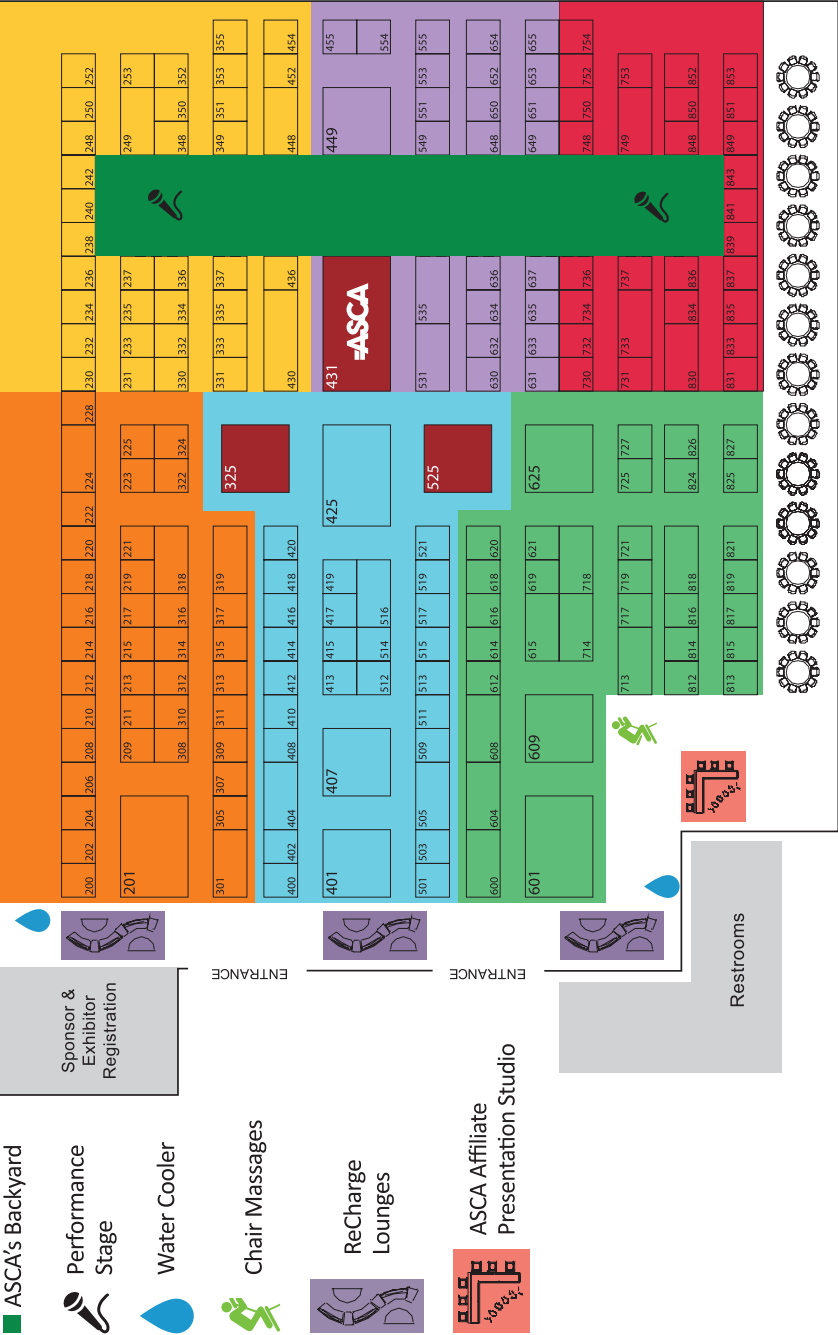 ASCA's Backyard
Performance
Stage
Water Cooler
Chair Massages
ReCharge
Lounges
ASCA Affiliate
Presentation Studio
Sponsor &
Exhibitor
Registration
ENTRANCE
ENTRANCE
Restrooms
200 202 204 206 208 210 212 214 216 218 220 222 224 228 230 232 234 236 238 240 242 248 250 252
201 209 211 213 215 217 219 221 223 225 231 233 235 237 249 253
308 310 312 314 316 318 322 324 330 332 334 336 348 350 352
301 305 307 309 311 315 317 319 325 331 333 335 337 349 351 353 355
400 402 404 408 410 412 414 416 418 420 430 436 448 452 454
401 407 413 415 417 419 425 431 ASCA 449 455
512 514 516 554
501 503 505 509 511 513 515 517 519 521 525 531 535 549 551 553 555
600 604 608 612 614 616 618 620 630 632 634 636 648 650 652 654
601 609 615 619 621 625 631 633 635 637 649 651 653 655
714 718 730 732 734 736 748 750 752 754
713 717 719 721 725 727 731 733 737 749 753
812 814 816 818 824 826 830 834 836 848 850 852
813 815 817 819 821 825 827 831 833 835 837 839 841 843 849 851 853